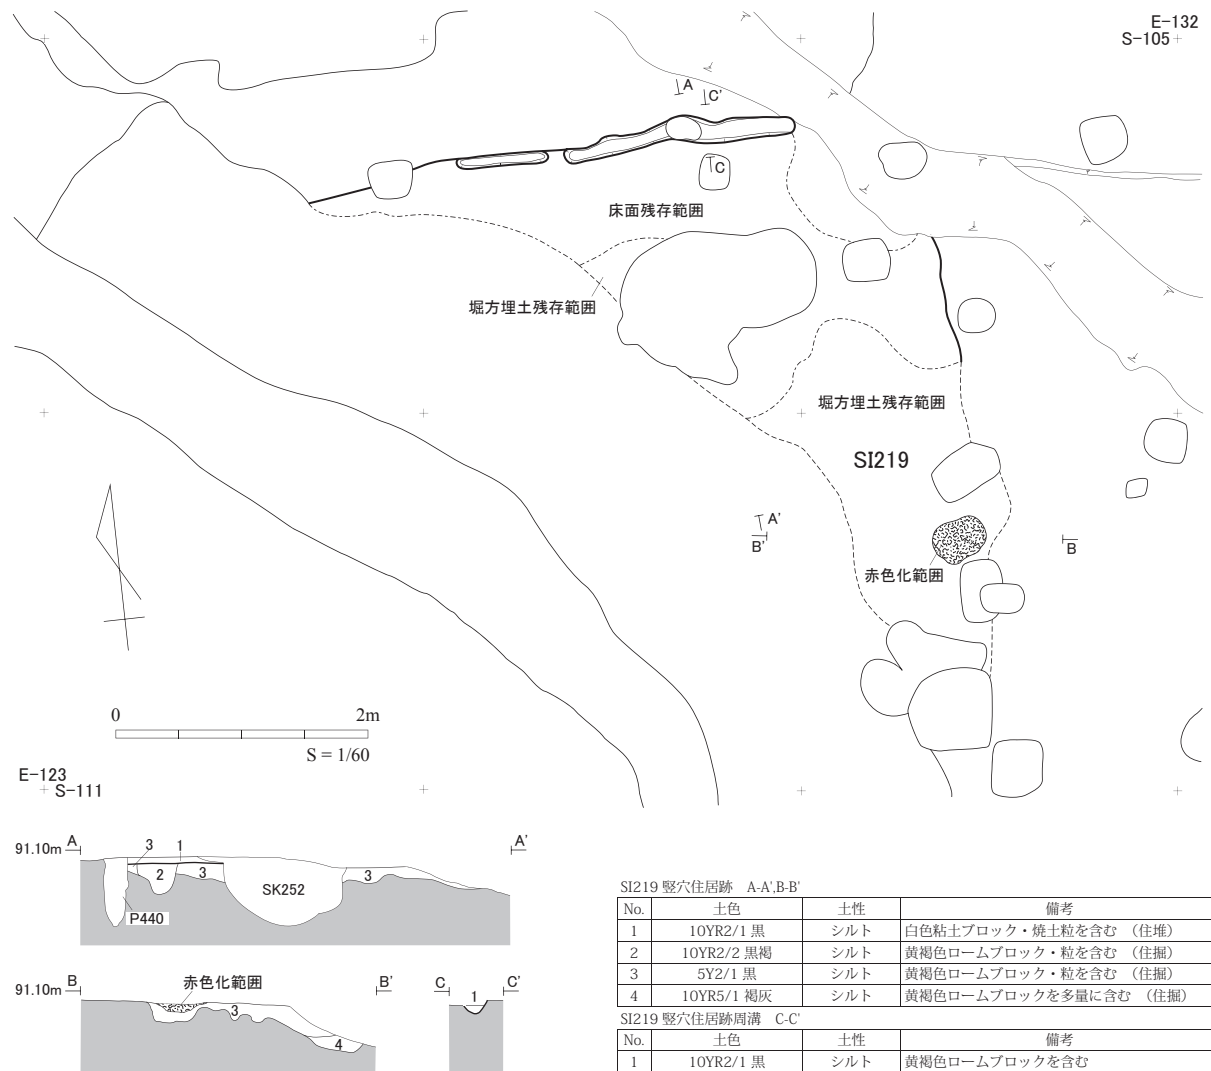 E-132
S-105
A
C'
C
床面残存範囲
堀方埋土残存範囲
堀方埋土残存範囲
SI219
A'
B'
B
赤色化範囲
0 2m
S = 1/60
E-123
S-111
91.10m A A'
3 1
2 3 SK252 3
P440
91.10m B 赤色化範囲 B' C C'
3 1
4
SI219 竪穴住居跡 A-A',B-B'
No. 土色 土性 備考
1 10YR2/1 黒 シルト 白色粘土ブロック・焼土粒を含む (住堆)
2 10YR2/2 黒褐 シルト 黄褐色ロームブロック・粒を含む (住掘)
3 5Y2/1 黒 シルト 黄褐色ロームブロック・粒を含む (住掘)
4 10YR5/1 褐灰 シルト 黄褐色ロームブロックを多量に含む (住掘)
SI219 竪穴住居跡周溝 C-C'
No. 土色 土性 備考
1 10YR2/1 黒 シルト 黄褐色ロームブロックを含む